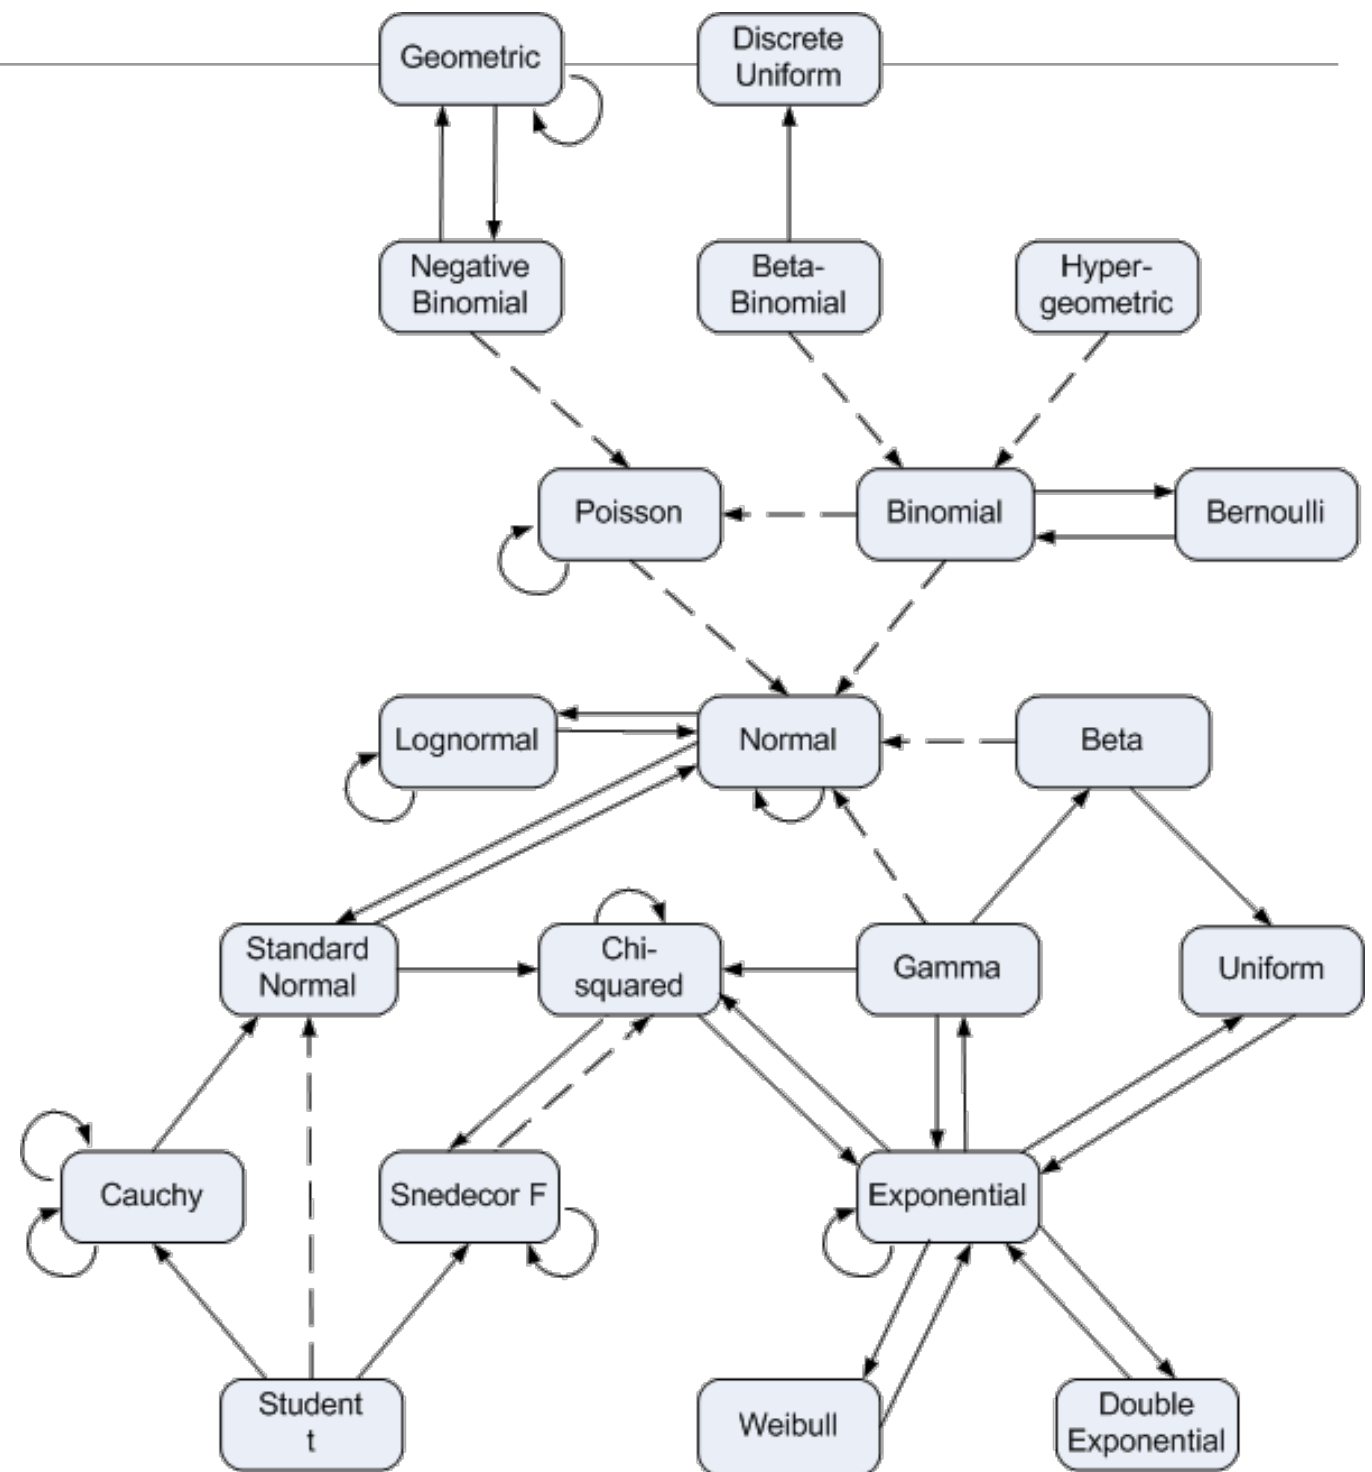 Geometric
Discrete
Uniform
Negative
Binomial
Beta-
Binomial
Hyper-
geometric
Poisson
Binomial
Bernoulli
Lognormal
Normal
Beta
Standard
Normal
Chi-
squared
Gamma
Uniform
Cauchy
Snedecor F
Exponential
Student
t
Weibull
Double
Exponential